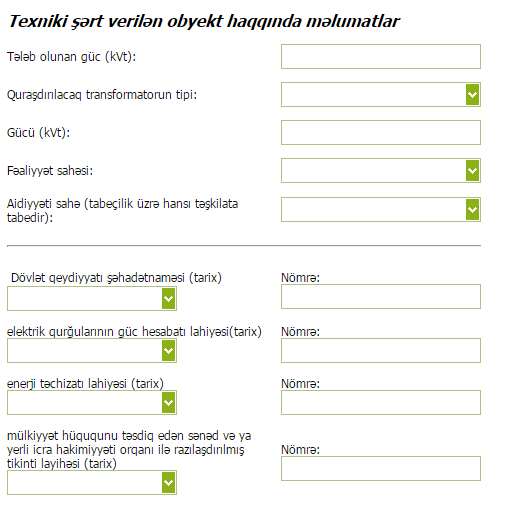 Texniki şərt verilən obyekt haqqında məlumatlar
Tələb olunan güc (kVt):
Quraşdırılacaq transformatorun tipi:
Gücü (kVt):
Fəaliyyət sahəsi:
Aidiyyəti sahə (tabeçilik üzrə hansı təşkilata
tabedir):
Dövlət qeydiyyatı şəhadətnaməsi (tarix) Nömrə:
elektrik qurğularının güc hesabatı lahiyəsi(tarix) Nömrə:
enerji təchizatı lahiyəsi (tarix) Nömrə:
mülkiyyət hüququnu təsdiq edən sənəd və ya
yerli icra hakimiyyəti orqanı ilə razılaşdırılmış Nömrə:
tikinti layihəsi (tarix)